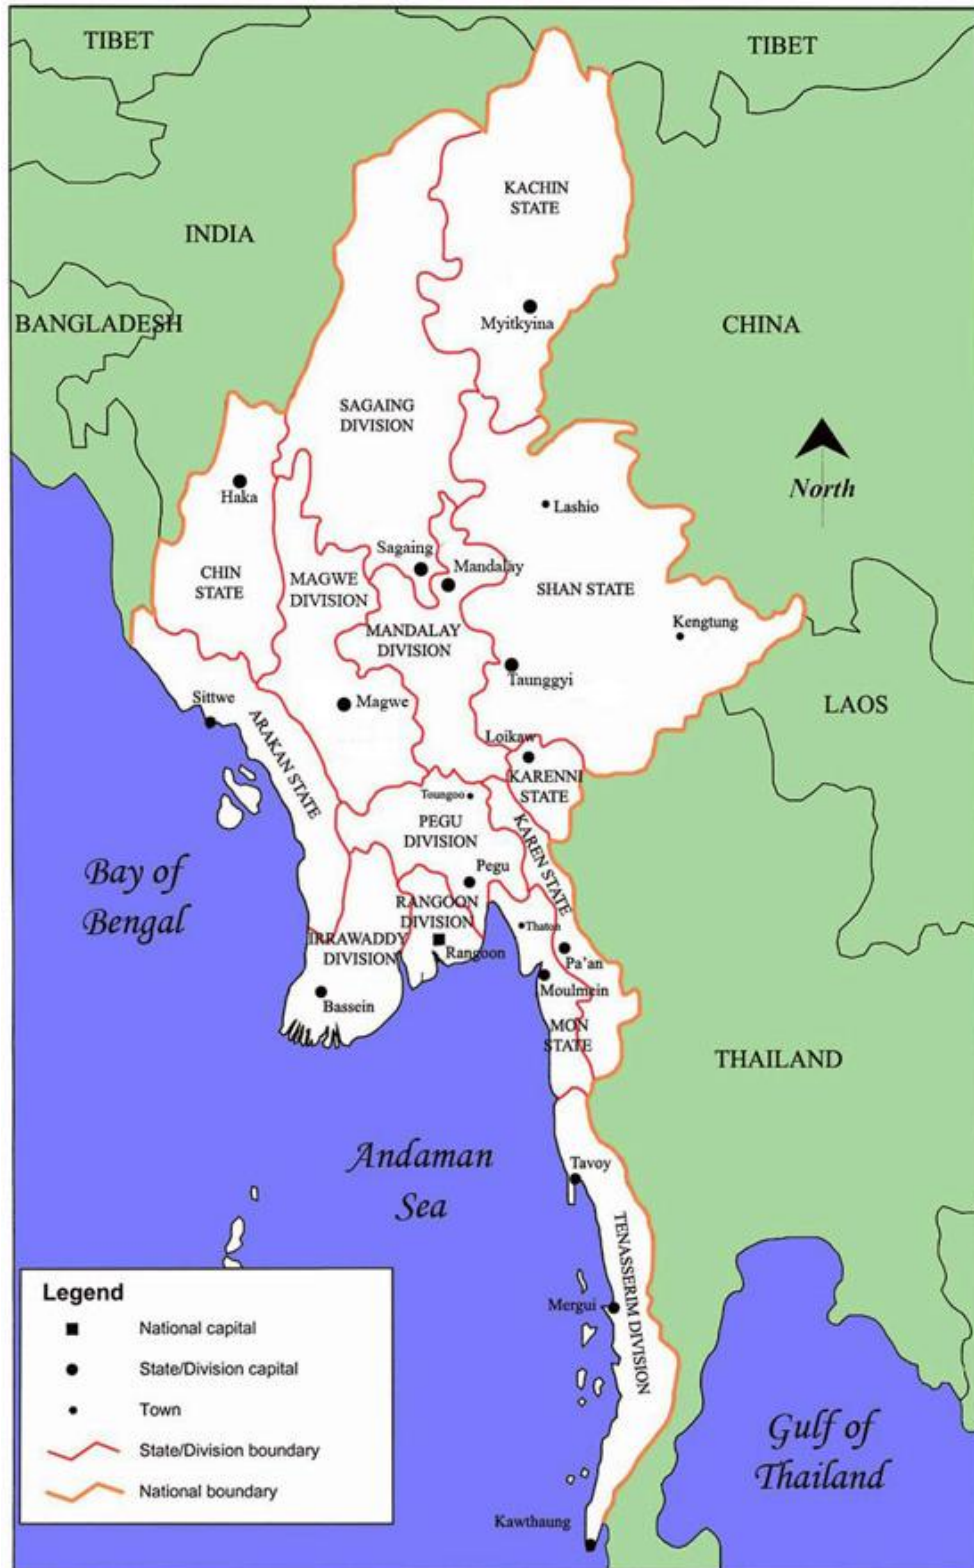 TIBET
TIBET
KACHIN
STATE
INDIA
Myitkyina
BANGLADESH
CHINA
SAGAING
DIVISION
North
Haka
Lashio
Sagaing
Mandalay
CHIN
STATE
MAGWE
DIVISION
SHAN STATE
Kengtung
MANDALAY
DIVISION
Taunggyi
Sittwe
Magwe
LAOS
ARAKAN STATE
Loikaw
KARENNI
STATE
Toungoo
PEGU
DIVISION
KAREN STATE
Bay of
Bengal
Pegu
RANGOON
DIVISION
Thaton
IRRAWADDY
DIVISION
Rangoon
Pa'an
Moulmein
Bassein
MON
STATE
THAILAND
Andaman
Sea
Tavoy
TENASSERIM DIVISION
Mergui
Legend
National capital
State/Division capital
Town
State/Division boundary
National boundary
Gulf of
Thailand
Kawthaung